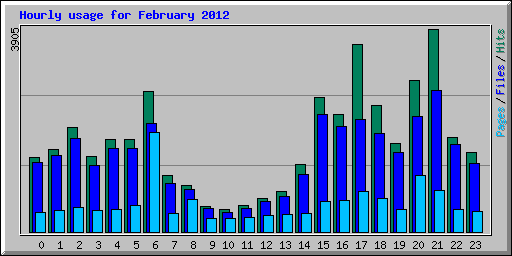 Hourly usage for February 2012
3905
Pages / Files / Hits
0 1 2 3 4 5 6 7 8 9 10 11 12 13 14 15 16 17 18 19 20 21 22 23